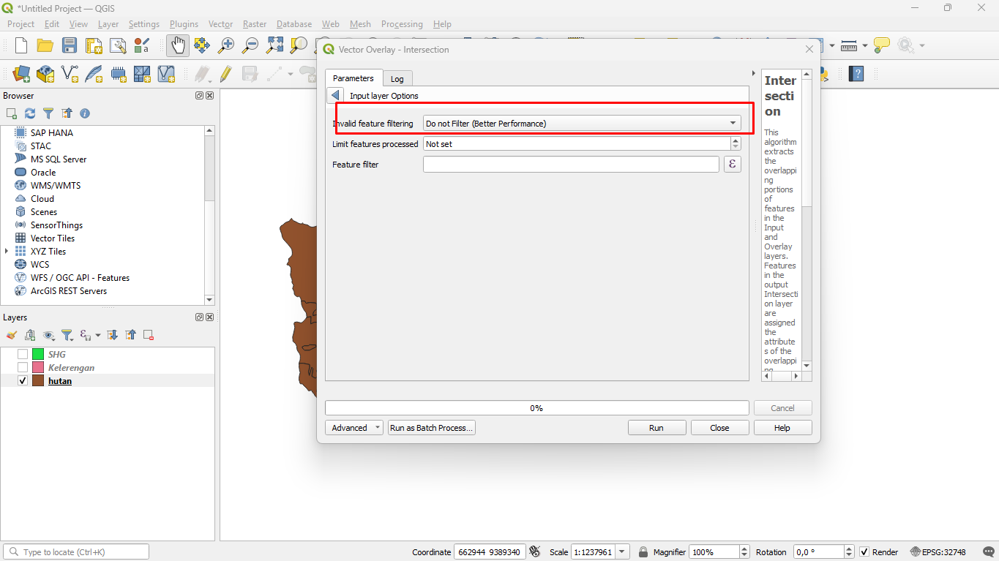 *Untitled Project — QGIS
Project Edit View Layer Settings Plugins Vector Raster Database Web Mesh Processing Help
Vector Overlay - Intersection
Parameters Log
Input layer Options
Invalid feature filtering Do not Filter (Better Performance)
Limit features processed Not set
Feature filter ε
Inter
secti
on
This
algorithm
extracts
the
overlappi
ng
portions
of
features
in the
Input
and
Overlay
layers.
Features
in the
output
Intersecti
on layer
are
assigned
the
attribute
s of the
overlappi
ng
0%
Cancel
Advanced Run as Batch Process... Run Close Help
Browser
SAP HANA
STAC
MS SQL Server
Oracle
WMS/WMTS
Cloud
Scenes
SensorThings
Vector Tiles
XYZ Tiles
WCS
WFS / OGC API - Features
ArcGIS REST Servers
Layers
SHG
Kelerengan
hutan
Type to locate (Ctrl+K) Coordinate 662944 9389340 Scale 1:1237961 Magnifier 100% Rotation 0,0 ° Render EPSG:32748